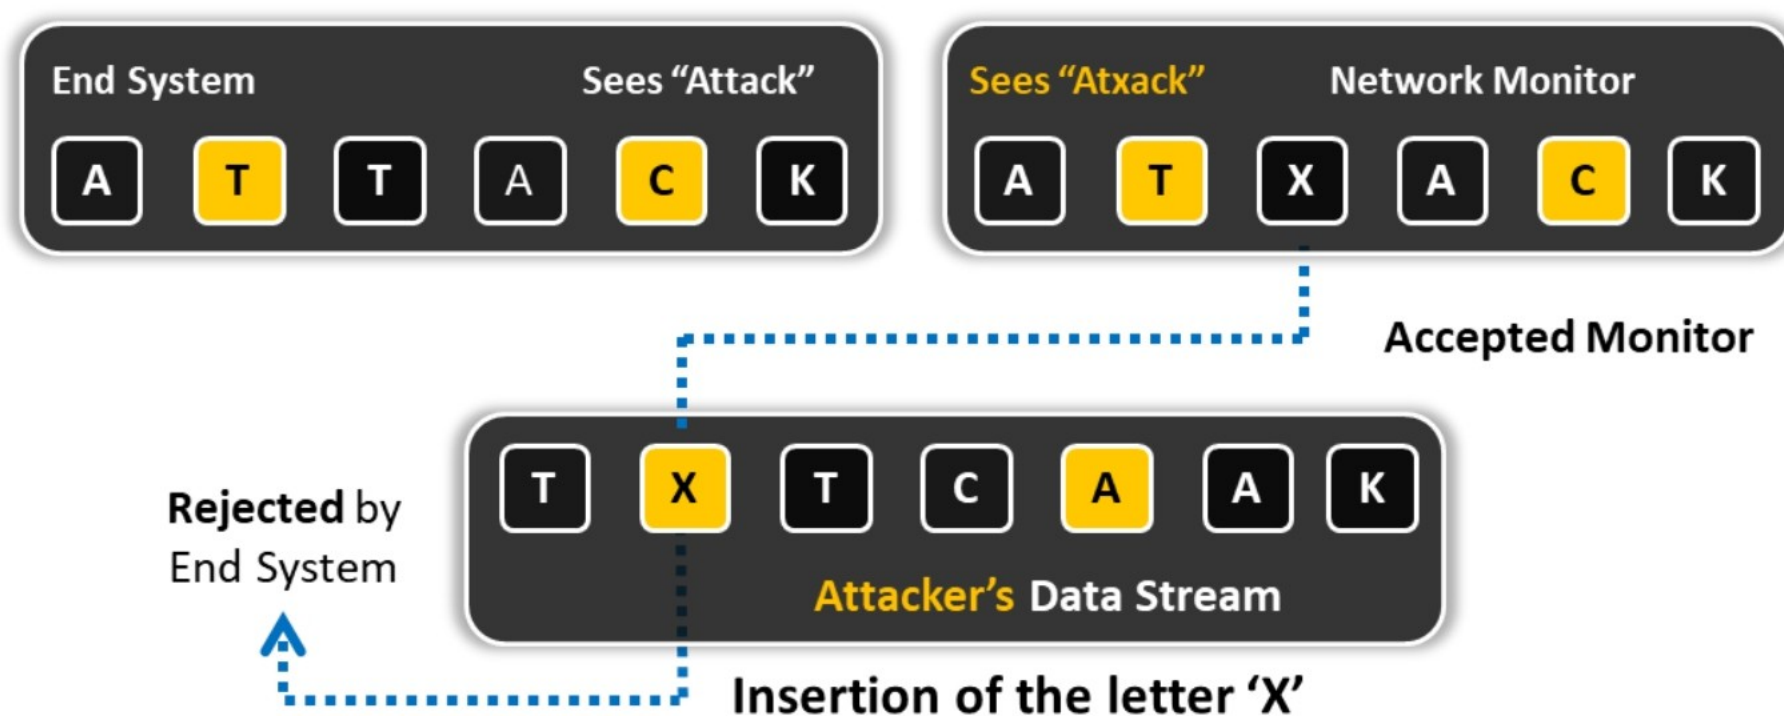 End System Sees “Attack”
A T T A C K
Sees “Atxack” Network Monitor
A T X A C K
Accepted Monitor
T X T C A A K
Attacker’s Data Stream
Rejected by
End System
Insertion of the letter ‘X’